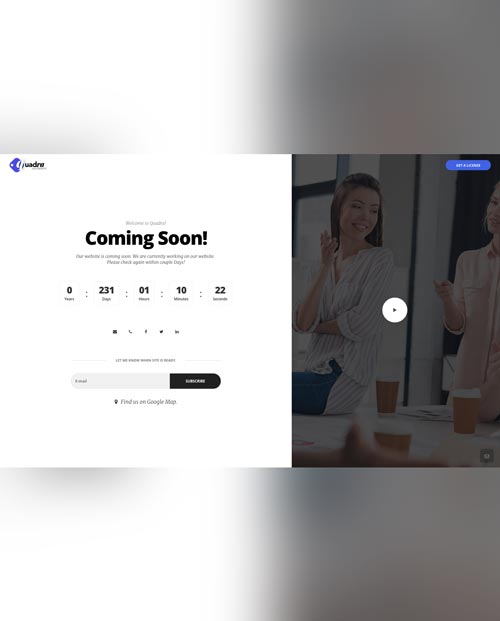 Quadra
GET A LICENSE
Welcome to Quadra!
Coming Soon!
Our website is coming soon. We are currently working on our website.
Please check again within couple Days!
0 : 231 : 01 : 10 : 22
Years Days Hours Minutes Seconds
LET ME KNOW WHEN SITE IS READY.
E-mail
SUBSCRIBE
Find us on Google Map.